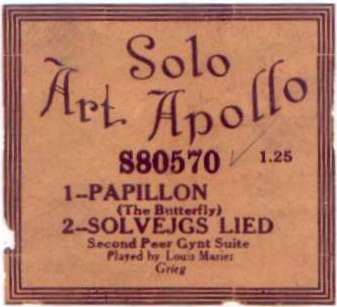 Solo
Art Apollo
S80570 1.25
1-PAPILLON
(The Butterfly)
2-SOLVEJGS LIED
Second Peer Gynt Suite
Played by Louis Marier
Grieg